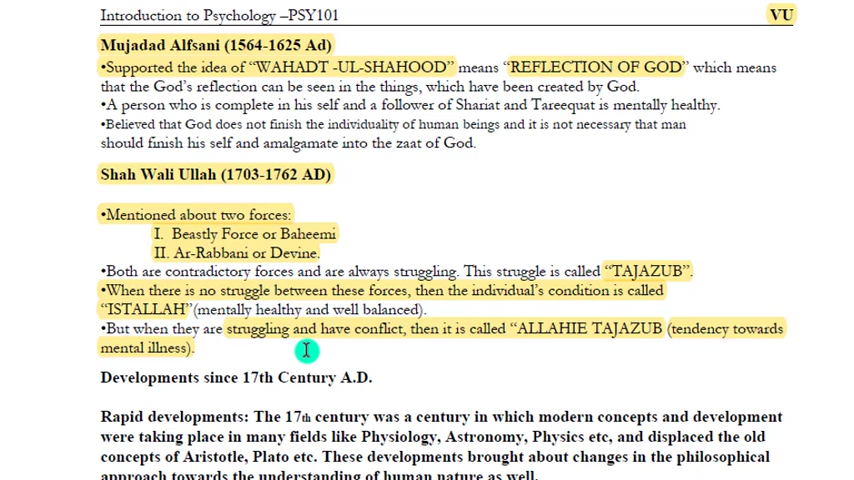 Introduction to Psychology –PSY101 VU
Mujadad Alfsani (1564-1625 Ad)
•Supported the idea of “WAHADT -UL-SHAHOOD” means “REFLECTION OF GOD” which means
that the God’s reflection can be seen in the things, which have been created by God.
•A person who is complete in his self and a follower of Shariat and Tareequat is mentally healthy.
•Believed that God does not finish the individuality of human beings and it is not necessary that man
should finish his self and amalgamate into the zaat of God.
Shah Wali Ullah (1703-1762 AD)
•Mentioned about two forces:
I. Beastly Force or Baheemi
II. Ar-Rabbani or Devine.
•Both are contradictory forces and are always struggling. This struggle is called “TAJAZUB”.
•When there is no struggle between these forces, then the individual’s condition is called
“ISTALLAH”(mentally healthy and well balanced).
•But when they are struggling and have conflict, then it is called “ALLAHIE TAJAZUB (tendency towards
mental illness).
Developments since 17th Century A.D.
Rapid developments: The 17th century was a century in which modern concepts and development
were taking place in many fields like Physiology, Astronomy, Physics etc, and displaced the old
concepts of Aristotle, Plato etc. These developments brought about changes in the philosophical
approach towards the understanding of human nature as well.